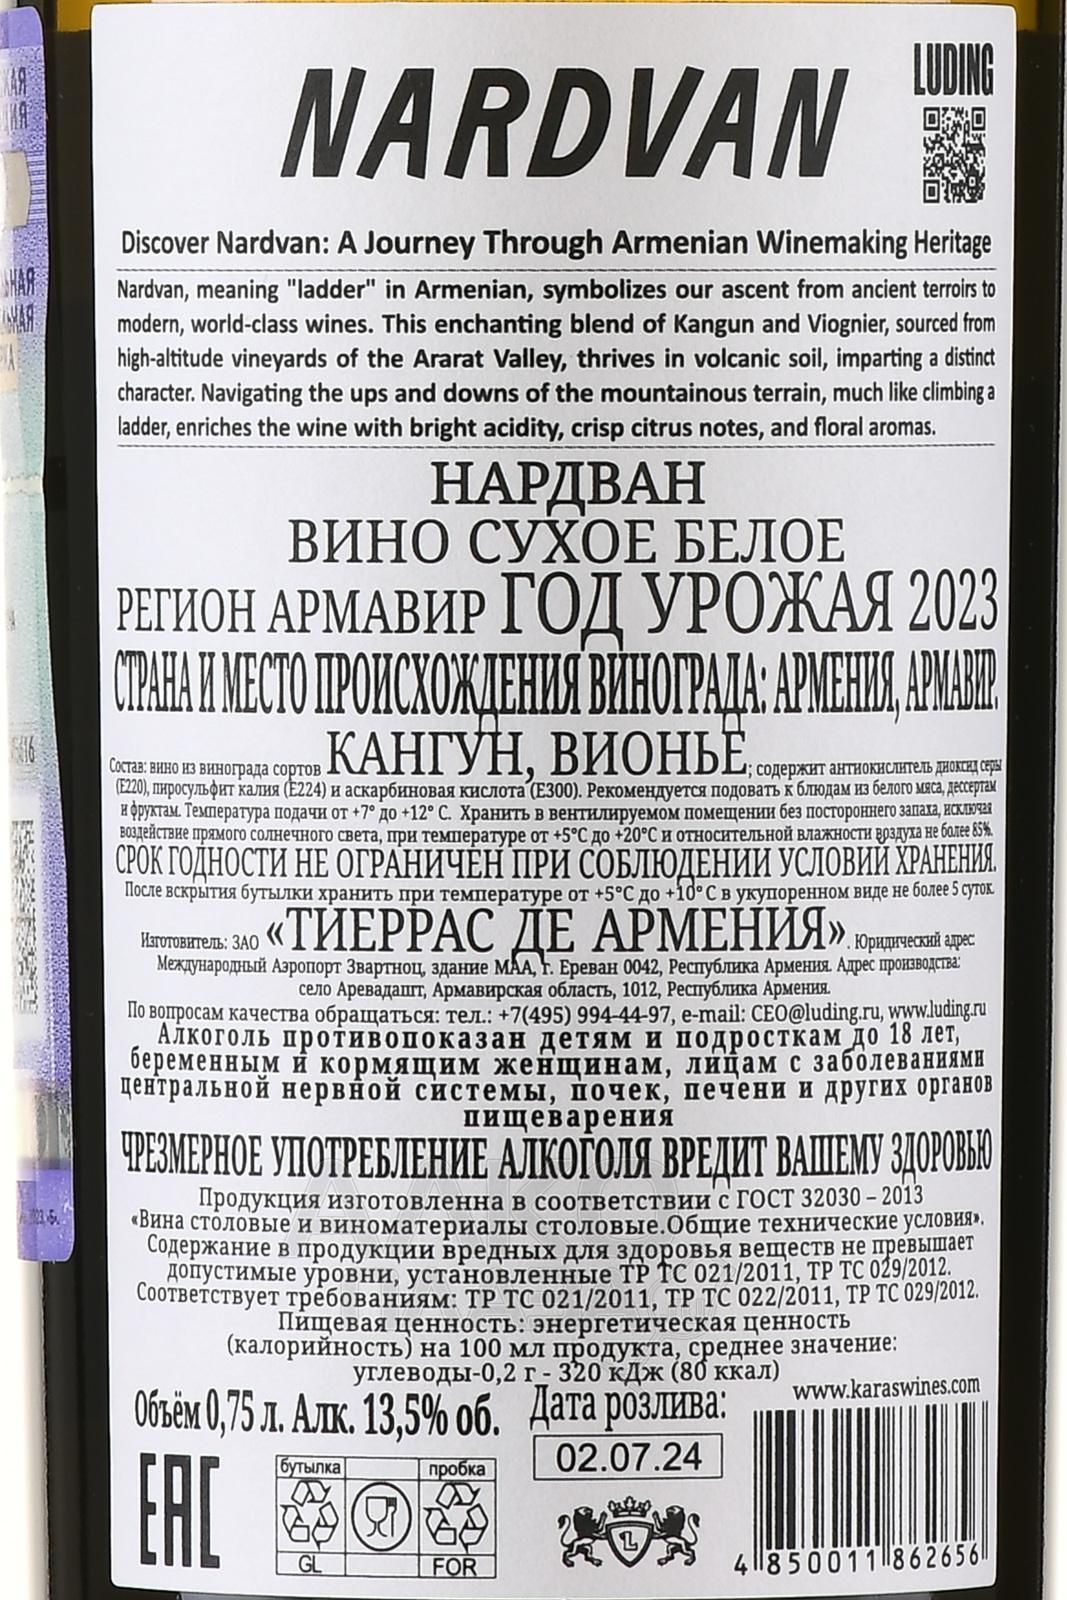 NARDVAN
LUDING
Discover Nardvan: A Journey Through Armenian Winemaking Heritage
Nardvan, meaning "ladder" in Armenian, symbolizes our ascent from ancient terroirs to
modern, world-class wines. This enchanting blend of Kangun and Viognier, sourced from
high-altitude vineyards of the Ararat Valley, thrives in volcanic soil, imparting a distinct
character. Navigating the ups and downs of the mountainous terrain, much like climbing a
ladder, enriches the wine with bright acidity, crisp citrus notes, and floral aromas.
НАРДВАН
ВИНО СУХОЕ БЕЛОЕ
РЕГИОН АРМАВИР ГОД УРОЖАЯ 2023
СТРАНА И МЕСТО ПРОИСХОЖДЕНИЯ ВИНОГРАДА: АРМЕНИЯ, АРМАВИР.
Состав: вино из винограда сортов КАНГУН, ВИОНЬЕ; содержит антиокислитель диоксид серы
(Е220), пиросульфит калия (Е224) и аскарбиновая кислота (Е300). Рекомендуется подовать к блюдам из белого мяса, дессертам
и фруктам. Температура подачи от +7° до +12° С. Хранить в вентилируемом помещении без постороннего запаха, исключая
воздействие прямого солнечного света, при температуре от +5°С до +20°С и относительной влажности врздуха не более 85%.
СРОК ГОДНОСТИ НЕ ОГРАНИЧЕН ПРИ СОБЛЮДЕНИИ УСЛОВИЙ ХРАНЕНИЯ.
После вскрытия бутылки хранить при температуре от +5°С до +10°С в укупоренном виде не более 5 суток.
Изготовитель: ЗАО «ТИЕРРАС ДЕ АРМЕНИЯ». Юридический адрес:
Международный Аэропорт Звартноц, здание МАА, г. Ереван 0042, Республика Армения. Адрес производства:
село Аревадашт, Армавирская область, 1012, Республика Армения.
По вопросам качества обращаться: тел.: +7(495) 994-44-97, e-mail: CEO@luding.ru, www.luding.ru
Алкоголь противопоказан детям и подросткам до 18 лет,
беременным и кормящим женщинам, лицам с заболеваниями
центральной нервной системы, почек, печени и других органов
пищеварения
ЧРЕЗМЕРНОЕ УПОТРЕБЛЕНИЕ АЛКОГОЛЯ ВРЕДИТ ВАШЕМУ ЗДОРОВЬЮ
Продукция изготовленна в соответствии с ГОСТ 32030 – 2013
«Вина столовые и виноматериалы столовые.Общие технические условия».
Содержание в продукции вредных для здоровья веществ не превышает
допустимые уровни, установленные ТР ТС 021/2011, ТР ТС 029/2012.
Соответствует требованиям: ТР ТС 021/2011, ТР ТС 022/2011, ТР ТС 029/2012.
Пищевая ценность: энергетическая ценность
(калорийность) на 100 мл продукта, среднее значение:
углеводы-0,2 г - 320 кДж (80 ккал)
www.karaswines.com
Объём 0,75 л. Алк. 13,5% об.
Дата розлива:
02.07.24
EAC
бутылка
пробка
GL
FOR
L
4 850011 862656